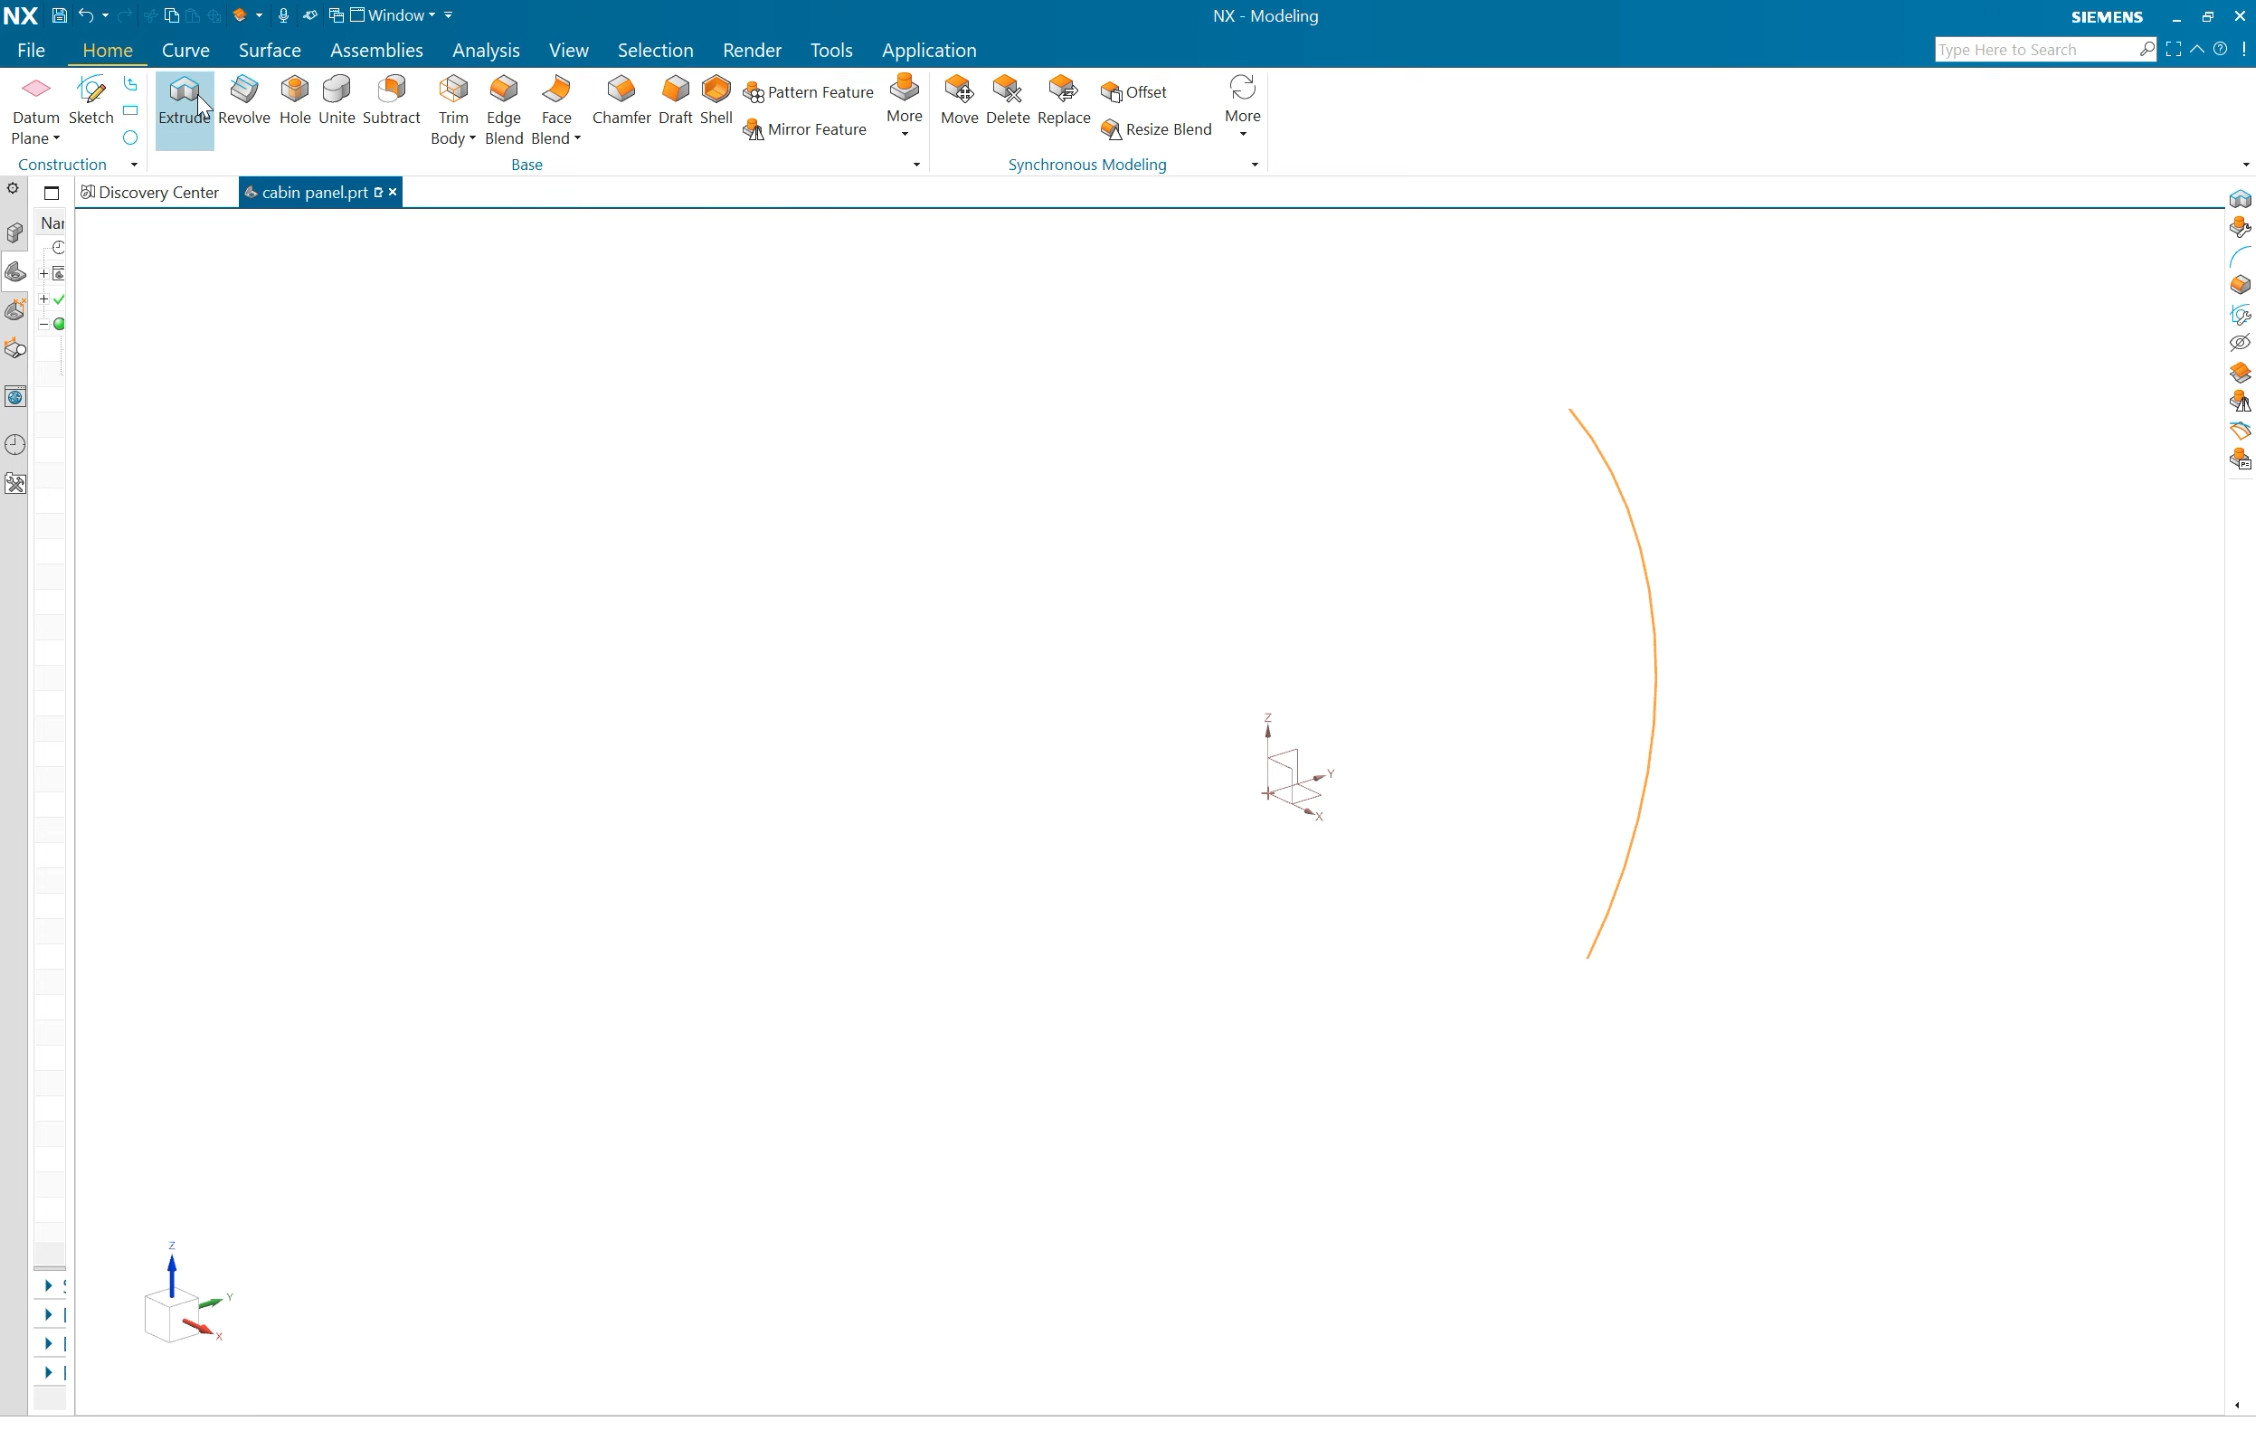 NX Window NX - Modeling SIEMENS
File Home Curve Surface Assemblies Analysis View Selection Render Tools Application Type Here to Search
Datum Plane Sketch Extrude Revolve Hole Unite Subtract Trim Body Edge Blend Face Blend Chamfer Draft Shell Pattern Feature Mirror Feature More Move Delete Replace Offset Resize Blend More
Construction Base Synchronous Modeling
Discovery Center cabin panel.prt
Z
Y
X
Z
Y
X